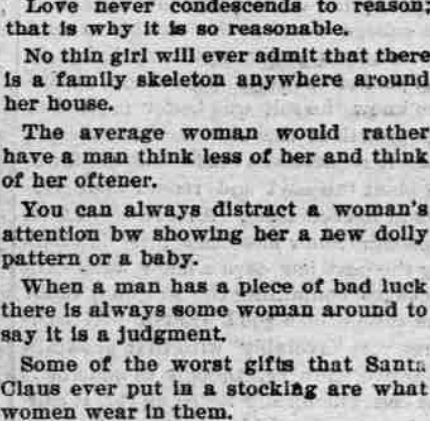 Love never condescends to reason;
that is why it is so reasonable.
No thin girl will ever admit that there
is a family skeleton anywhere around
her house.
The average woman would rather
have a man think less of her and think
of her oftener.
You can always distract a woman's
attention bw showing her a new doily
pattern or a baby.
When a man has a piece of bad luck
there is always some woman around to
say it is a judgment.
Some of the worst gifts that Santa
Claus ever put in a stocking are what
women wear in them.